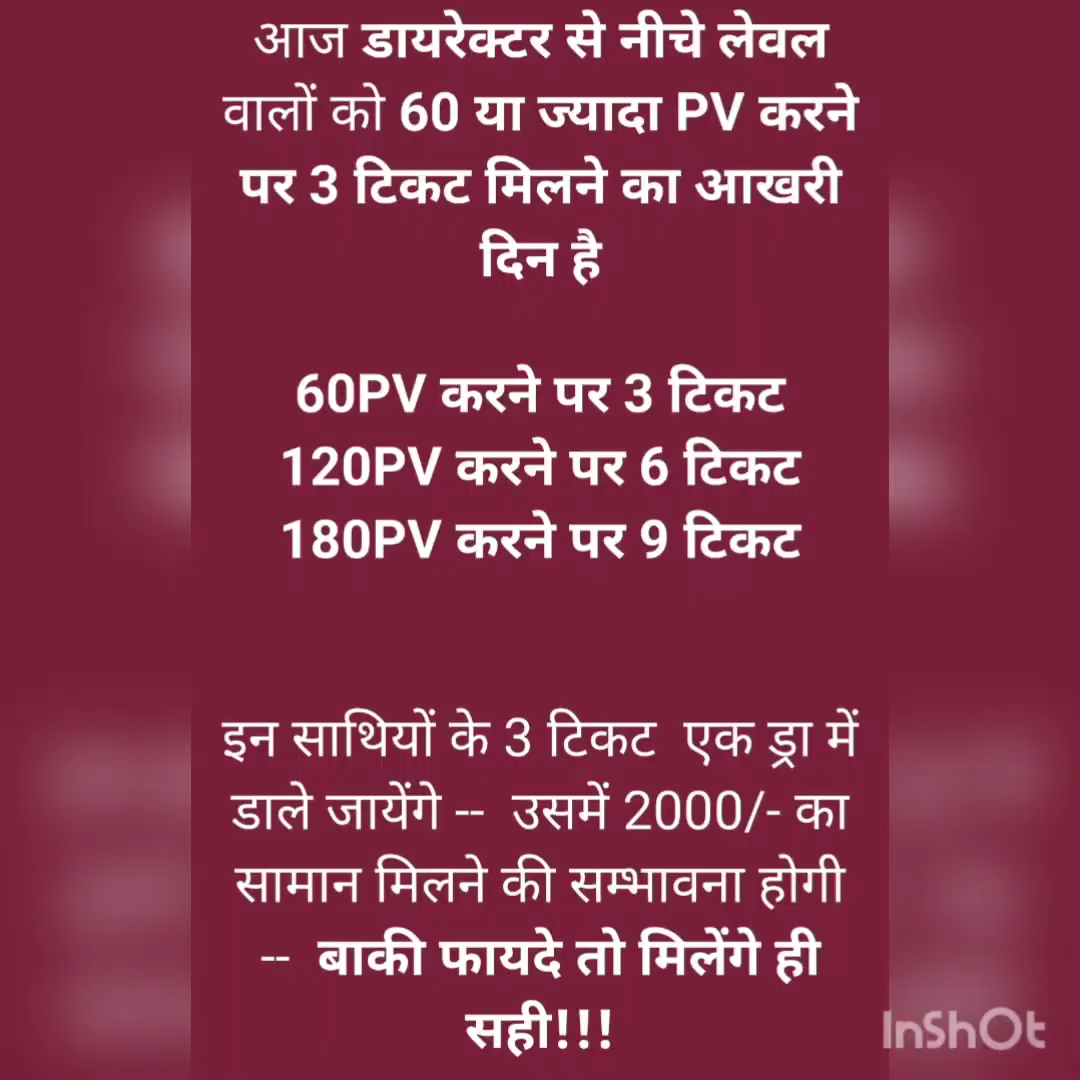 आज डायरेक्टर से नीचे लेवल
वालों को 60 या ज्यादा PV करने
पर 3 टिकट मिलने का आखरी
दिन है
60PV करने पर 3 टिकट
120PV करने पर 6 टिकट
180PV करने पर 9 टिकट
इन साथियों के 3 टिकट एक ड्रा में
डाले जायेंगे -- उसमें 2000/- का
सामान मिलने की सम्भावना होगी
-- बाकी फायदे तो मिलेंगे ही
सही!!!
InShOt